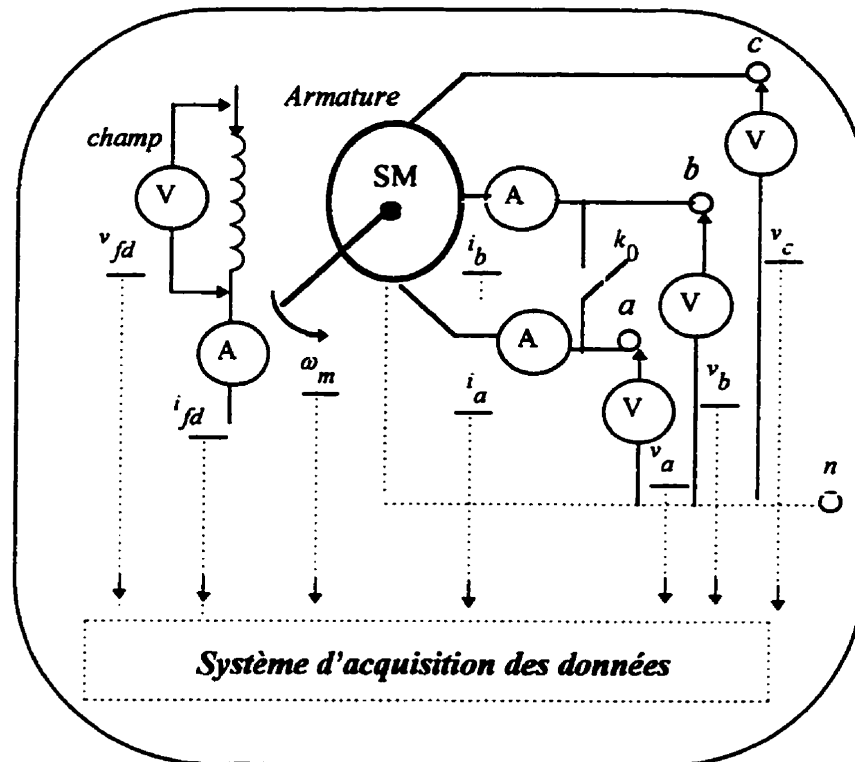 c
Armature
champ
V
V
SM
A
b
v_fd
i_b
k_0
v_c
a
V
A
A
ω_m
v_b
i_fd
i_a
V
v_a
n
Système d'acquisition des données